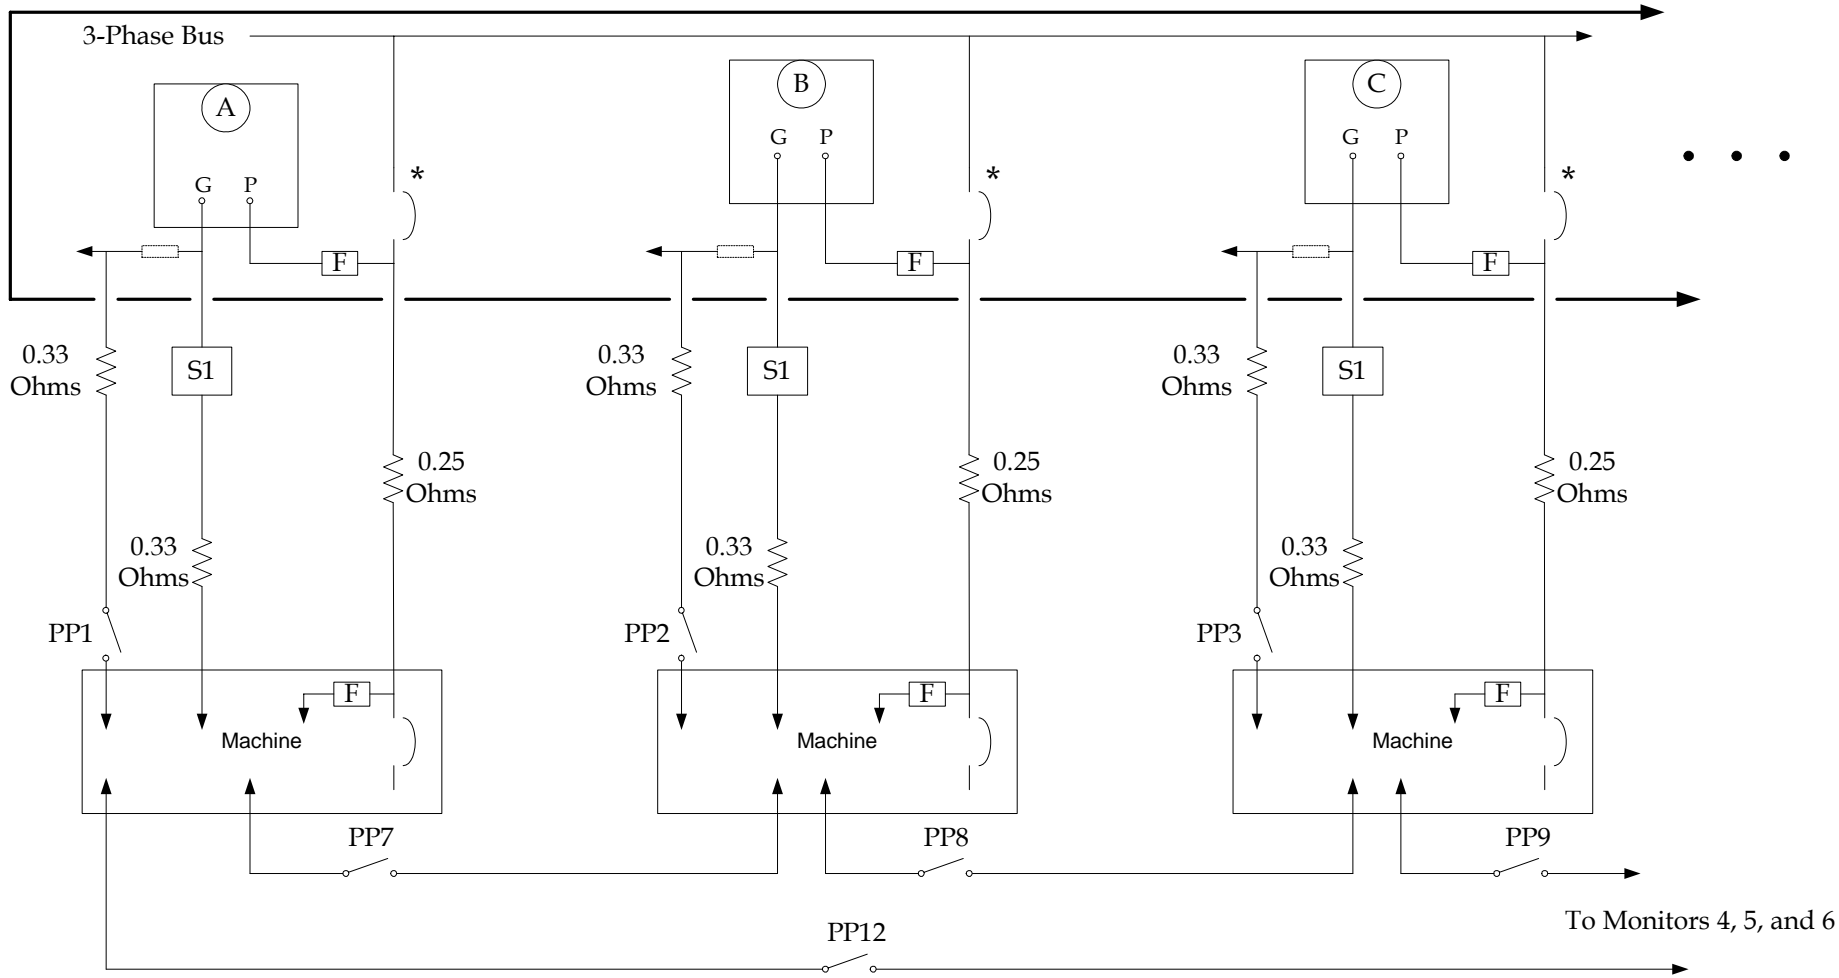 3-Phase Bus
A
B
C
G P
G P
G P
*
*
*
F
F
F
0.33
Ohms
S1
0.33
Ohms
S1
0.33
Ohms
S1
0.25
Ohms
0.25
Ohms
0.25
Ohms
0.33
Ohms
0.33
Ohms
0.33
Ohms
PP1
PP2
PP3
F
F
F
Machine
Machine
Machine
PP7
PP8
PP9
To Monitors 4, 5, and 6
PP12